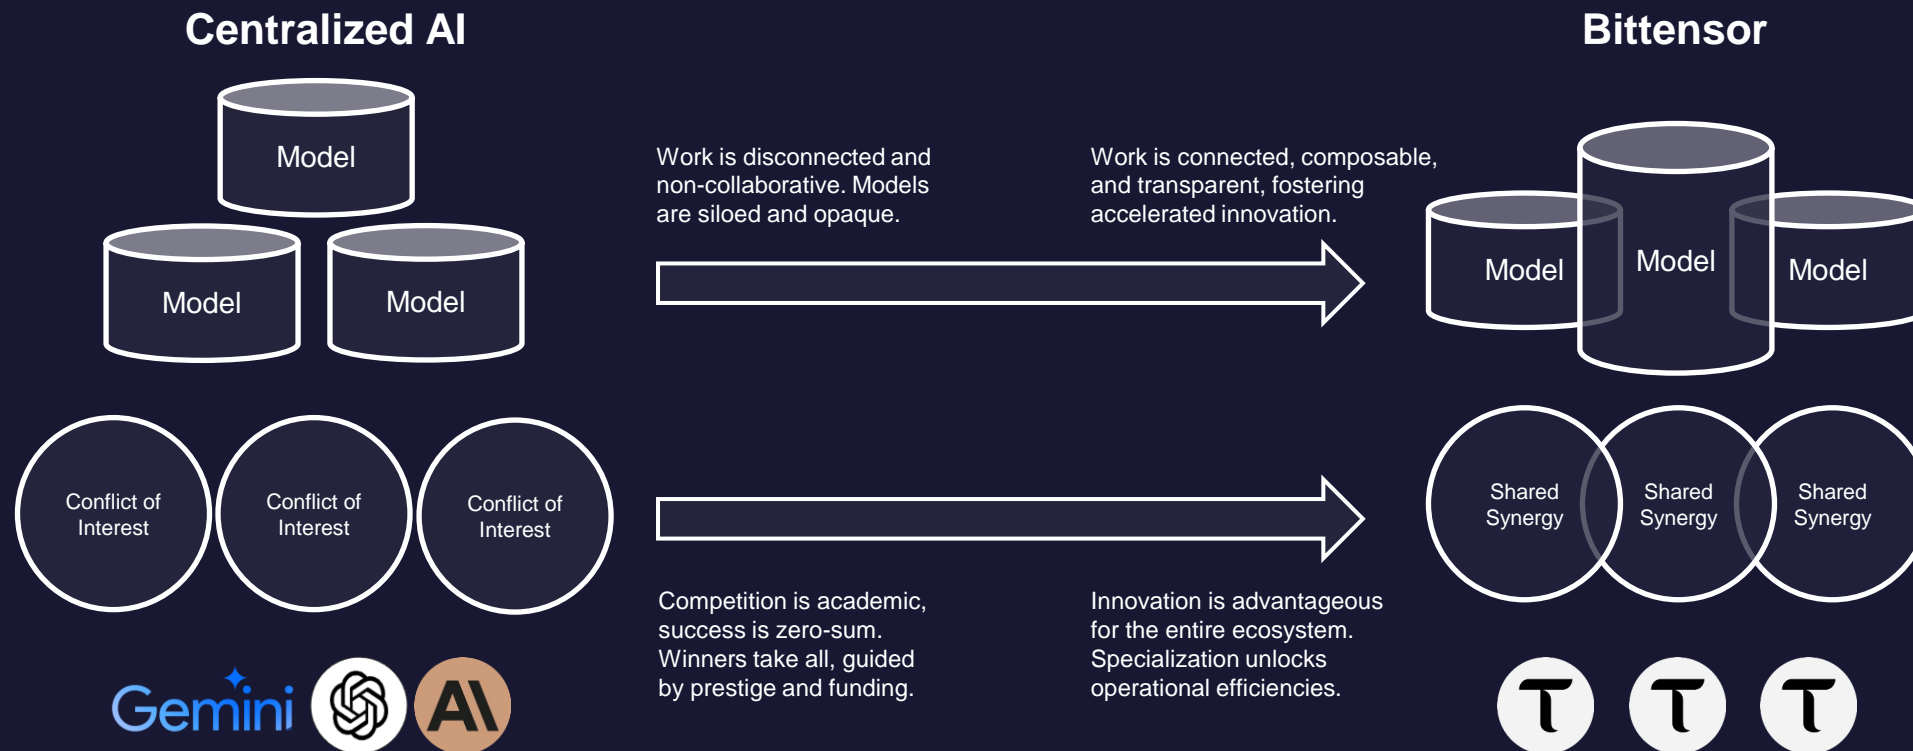 Centralized AI
Bittensor
Model
Model
Model
Work is disconnected and
non-collaborative. Models
are siloed and opaque.
Work is connected, composable,
and transparent, fostering
accelerated innovation.
Model
Model
Model
Conflict of
Interest
Conflict of
Interest
Conflict of
Interest
Shared
Synergy
Shared
Synergy
Shared
Synergy
Competition is academic,
success is zero-sum.
Winners take all, guided
by prestige and funding.
Innovation is advantageous
for the entire ecosystem.
Specialization unlocks
operational efficiencies.
Gemini
AI